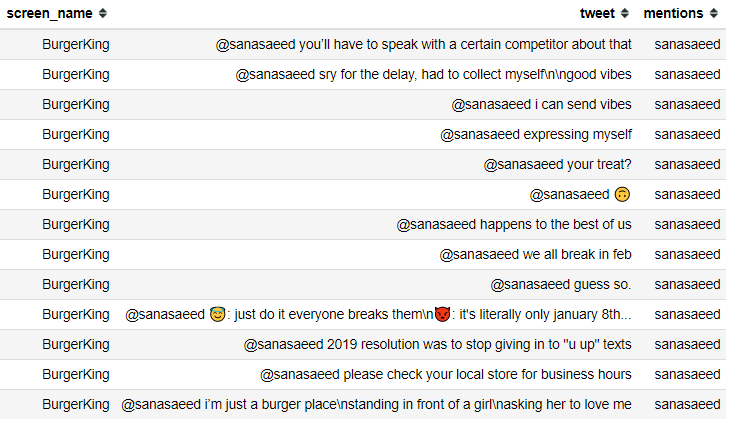 screen_name tweet mentions
BurgerKing @sanasaeed you’ll have to speak with a certain competitor about that sanasaeed
BurgerKing @sanasaeed sry for the delay, had to collect myself\n\ngood vibes sanasaeed
BurgerKing @sanasaeed i can send vibes sanasaeed
BurgerKing @sanasaeed expressing myself sanasaeed
BurgerKing @sanasaeed your treat? sanasaeed
BurgerKing @sanasaeed 🙃 sanasaeed
BurgerKing @sanasaeed happens to the best of us sanasaeed
BurgerKing @sanasaeed we all break in feb sanasaeed
BurgerKing @sanasaeed guess so. sanasaeed
BurgerKing @sanasaeed 😇: just do it everyone breaks them\n😈: it's literally only january 8th... sanasaeed
BurgerKing @sanasaeed 2019 resolution was to stop giving in to "u up" texts sanasaeed
BurgerKing @sanasaeed please check your local store for business hours sanasaeed
BurgerKing @sanasaeed i’m just a burger place\nstanding in front of a girl\nasking her to love me sanasaeed